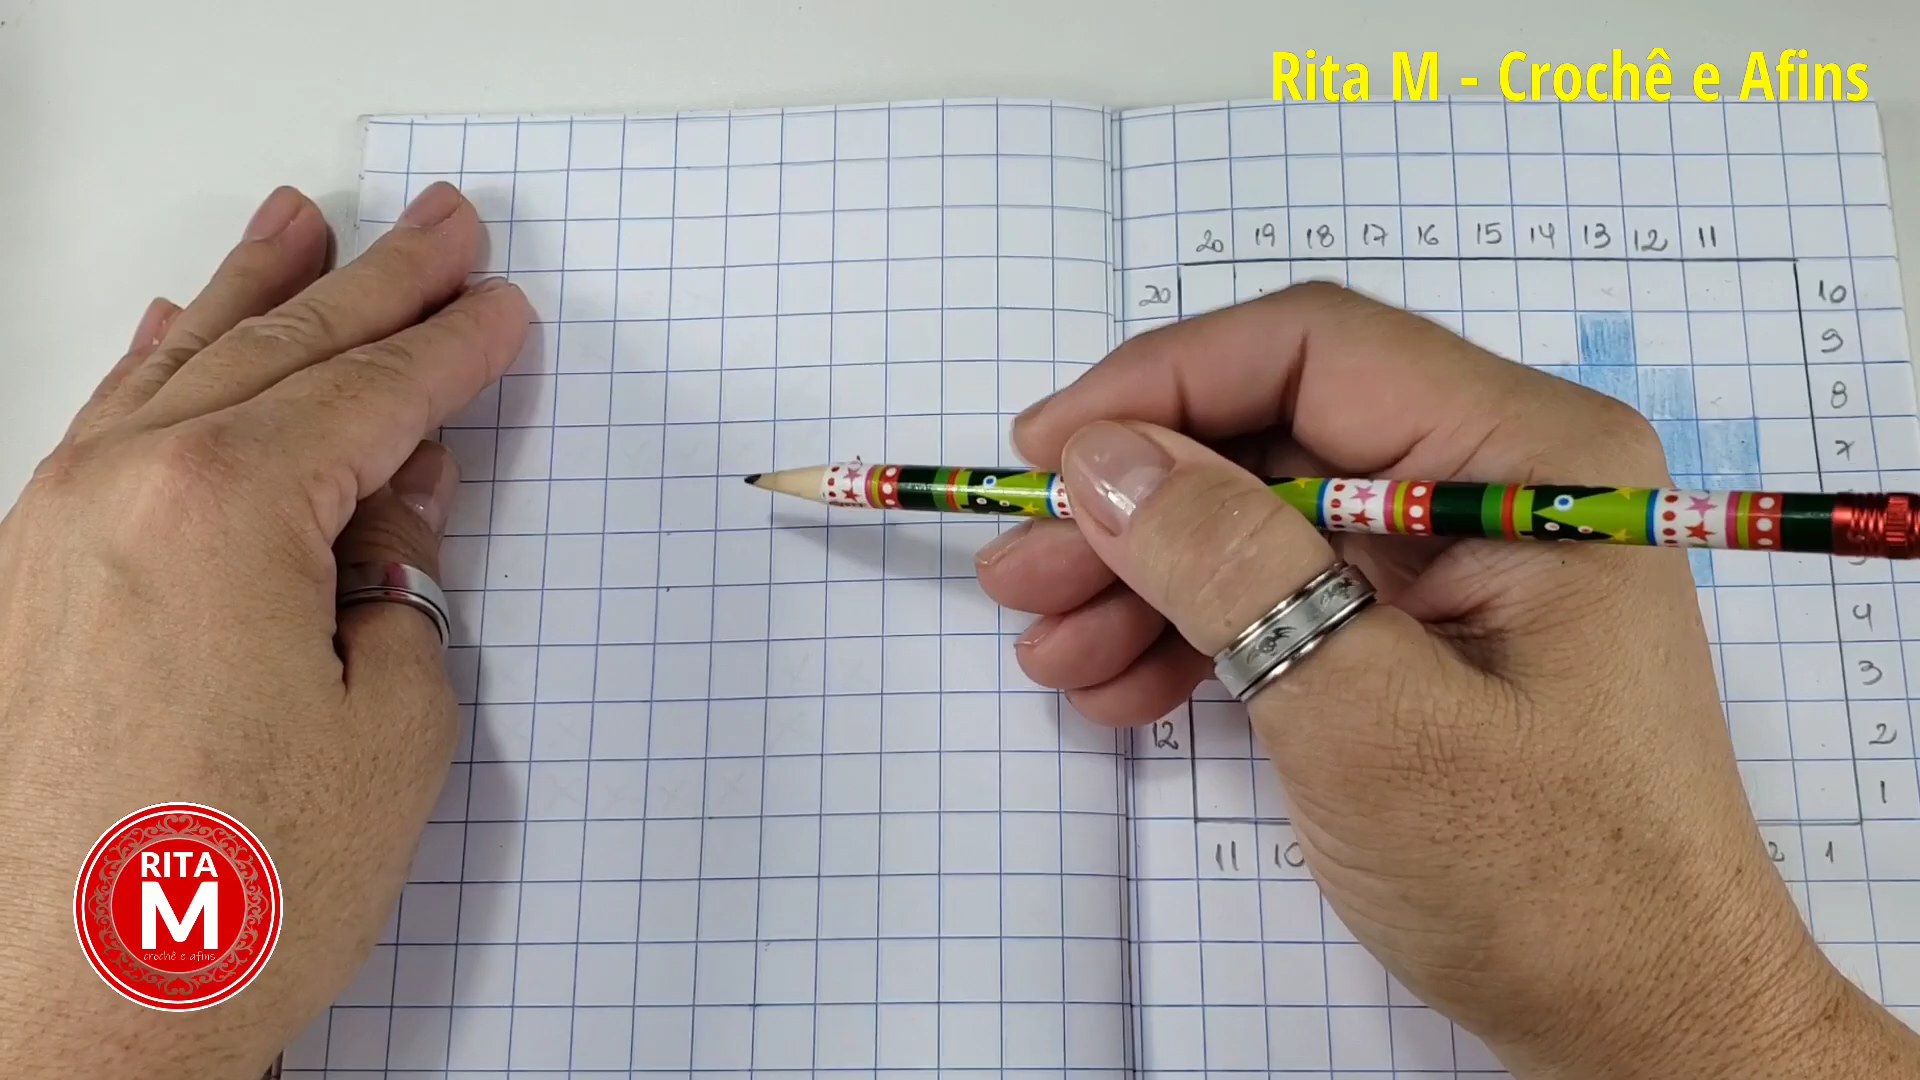 Rita M - Crochê e Afins
20 19 18 17 16 15 14 13 12 11
20 10
9
8
7
4
3
12 2
1
11 10 2 1
RITA
M
crochê e afins